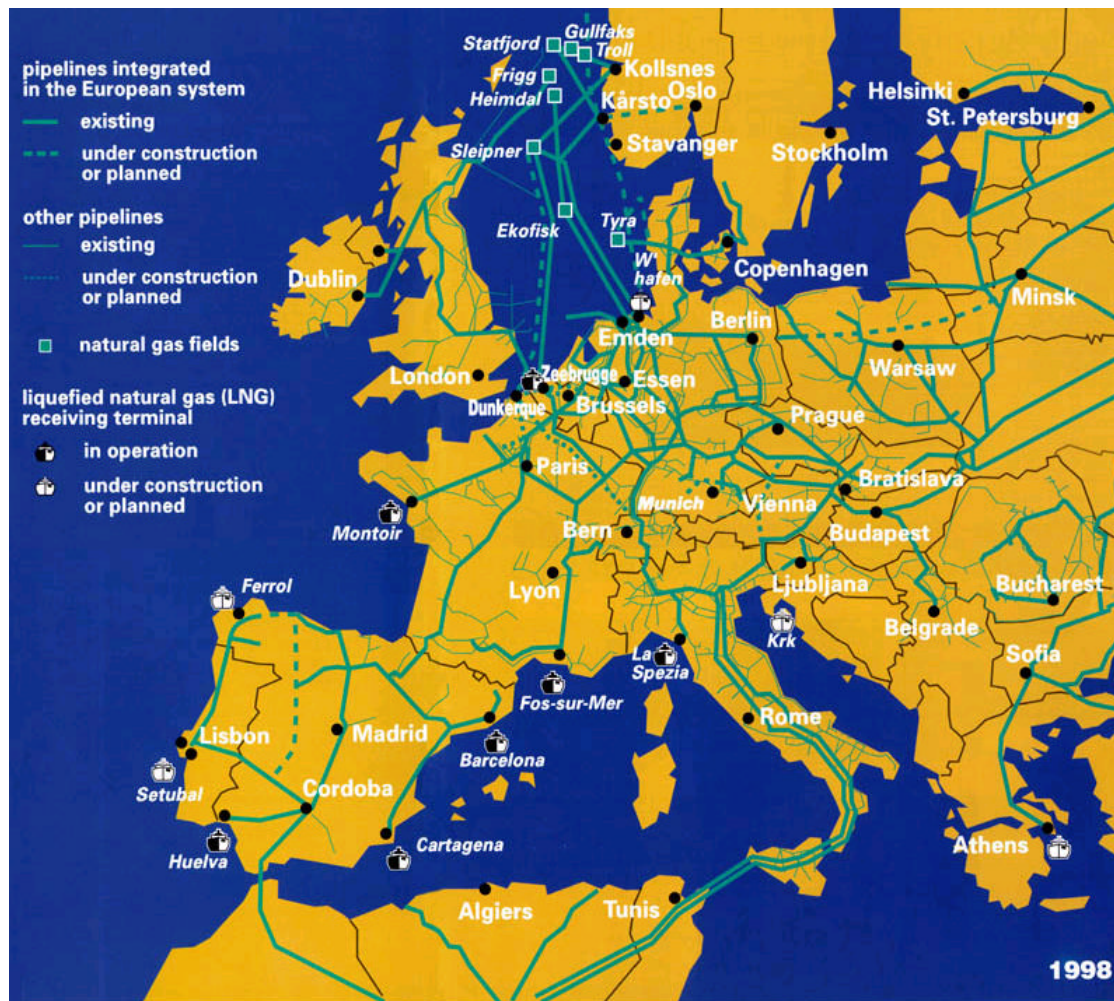 pipelines integrated
in the European system
existing
under construction
or planned
other pipelines
existing
under construction
or planned
natural gas fields
liquefied natural gas (LNG)
receiving terminal
in operation
under construction
or planned
Gullfaks
Statfjord
Troll
Frigg
Kollsnes
Heimdal
Kårsto
Oslo
Helsinki
St. Petersburg
Sleipner
Stavanger
Stockholm
Ekofisk
Tyra
W'
hafen
Copenhagen
Dublin
Minsk
Emden
Berlin
Warsaw
London
Zeebrugge
Essen
Dunkerque
Brussels
Prague
Paris
Bratislava
Munich
Vienna
Montoir
Bern
Budapest
Lyon
Ljubljana
Bucharest
Ferrol
Belgrade
Krk
La
Spezia
Sofia
Fos-sur-Mer
Rome
Lisbon
Madrid
Barcelona
Setubal
Cordoba
Huelva
Cartagena
Athens
Algiers
Tunis
1998